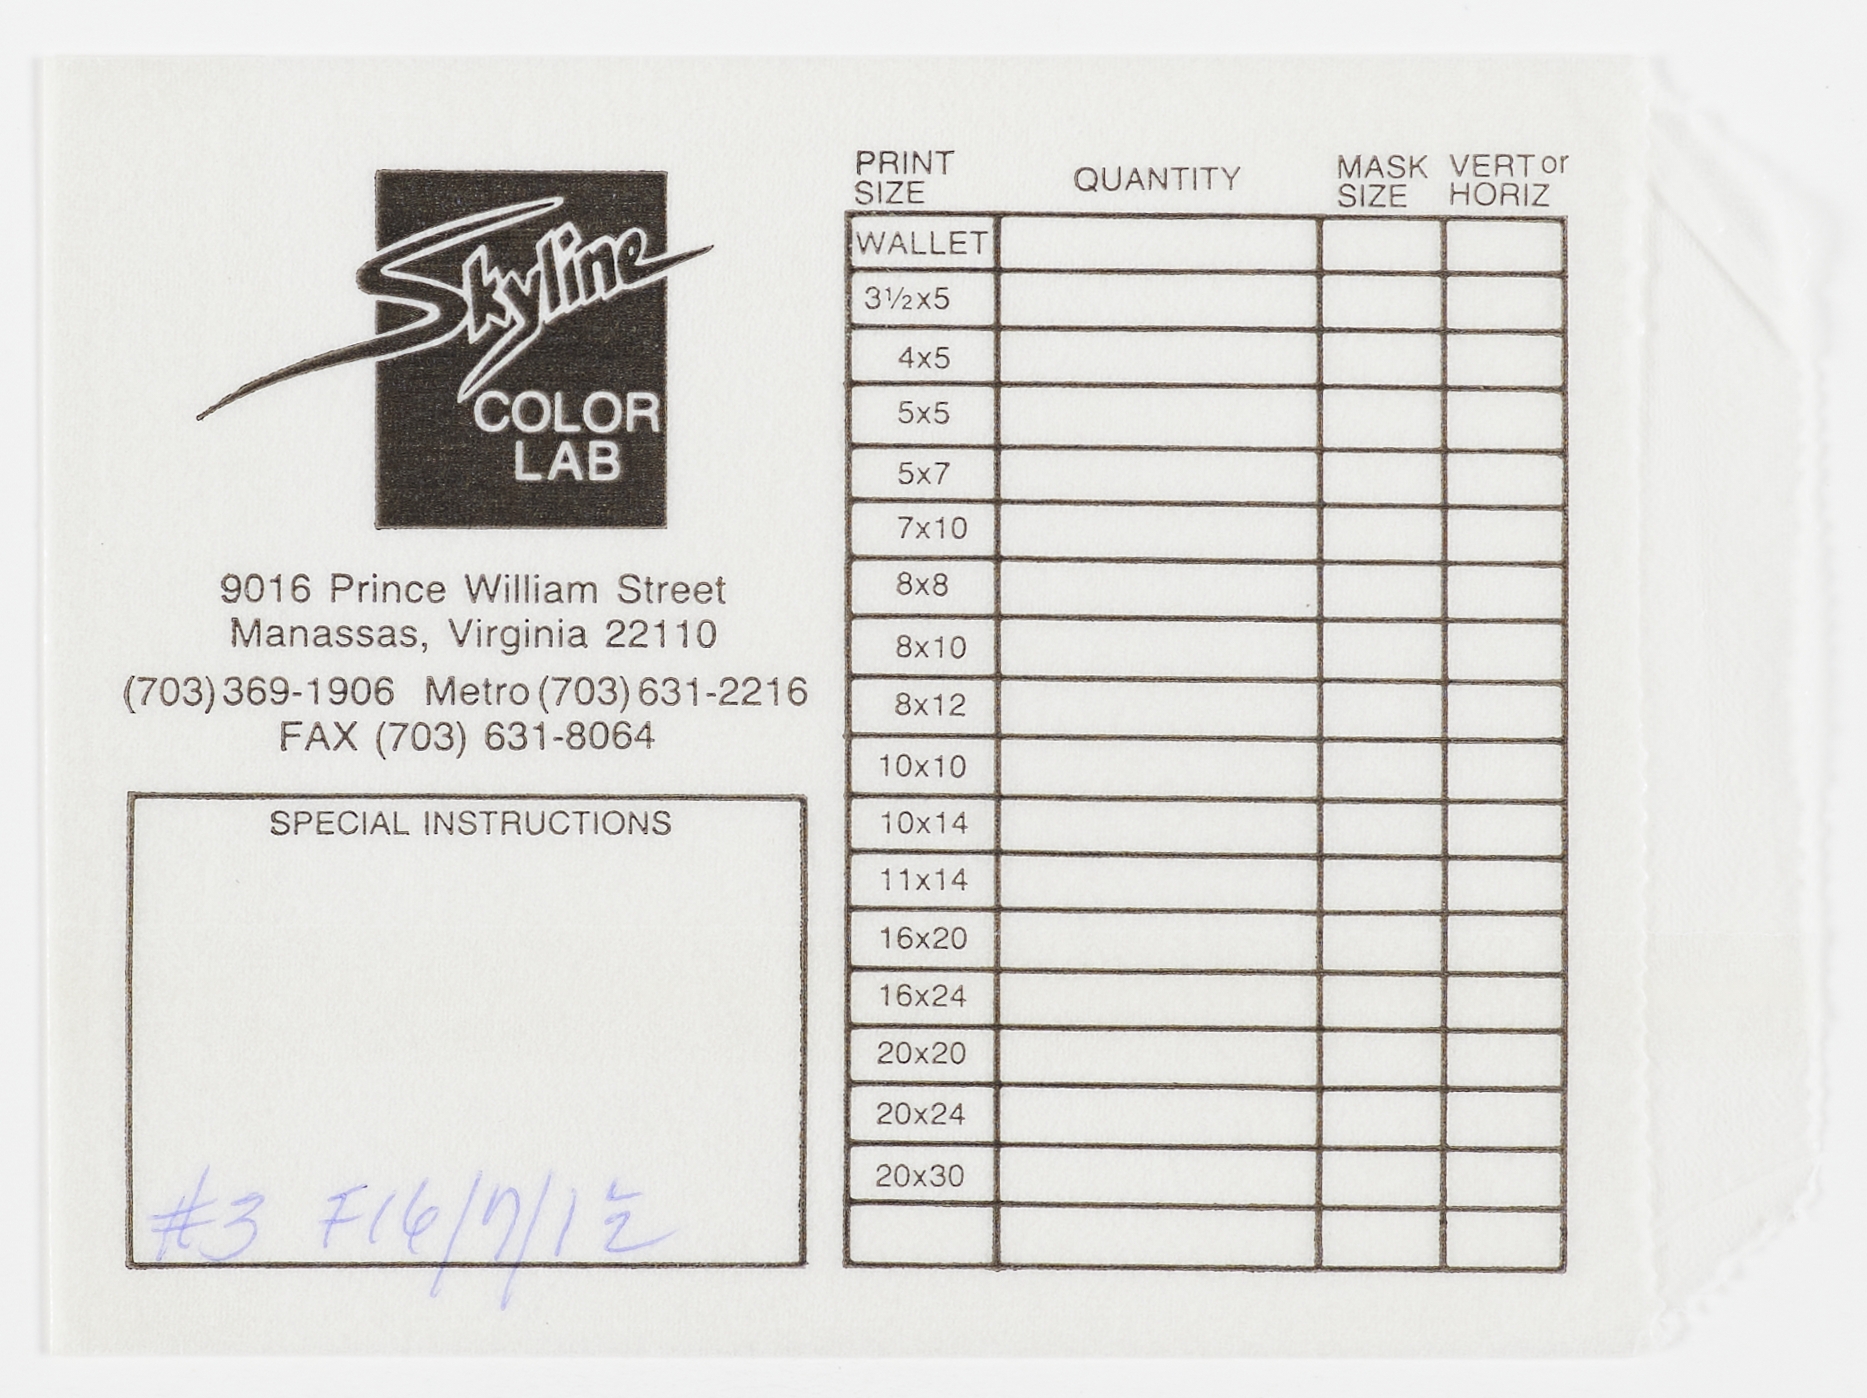 Skyline
COLOR
LAB
9016 Prince William Street
Manassas, Virginia 22110
(703) 369-1906 Metro (703) 631-2216
FAX (703) 631-8064
SPECIAL INSTRUCTIONS
#3 F16/7/1½
PRINT SIZE QUANTITY MASK SIZE VERT or HORIZ
WALLET
3½x5
4x5
5x5
5x7
7x10
8x8
8x10
8x12
10x10
10x14
11x14
16x20
16x24
20x20
20x24
20x30